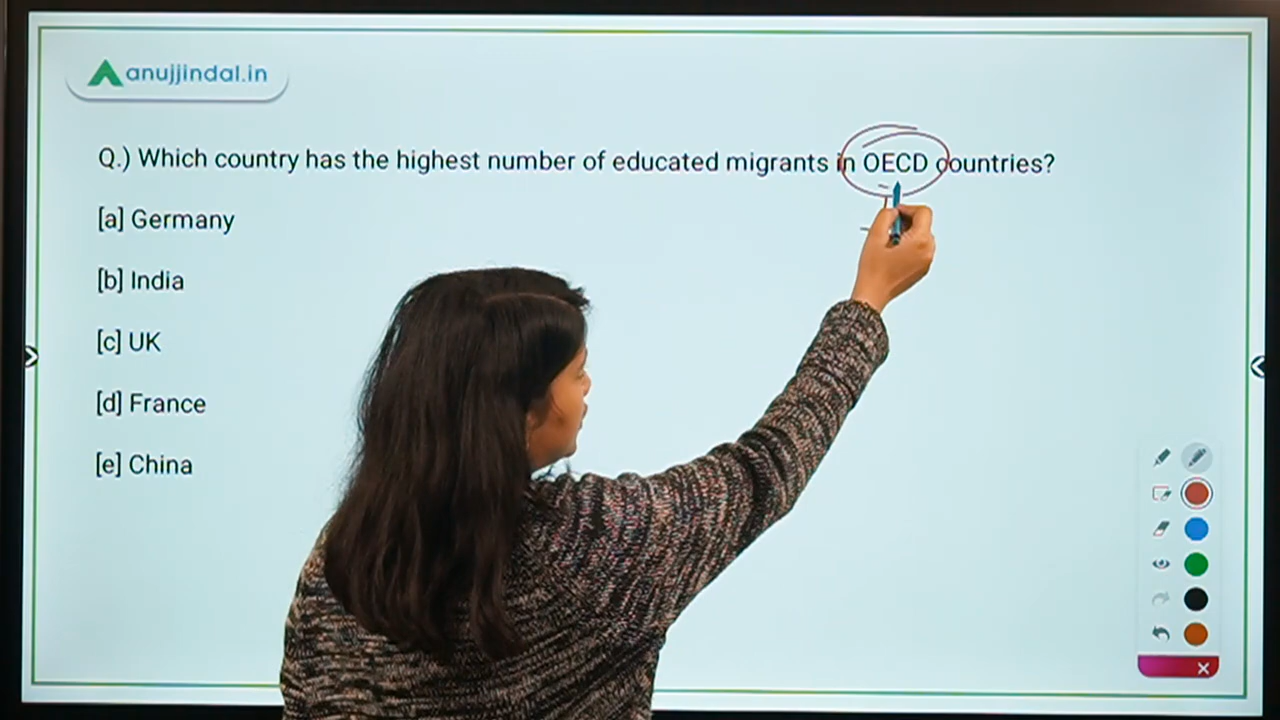 anujjindal.in
Q.) Which country has the highest number of educated migrants in OECD countries?
[a] Germany
[b] India
[c] UK
[d] France
[e] China